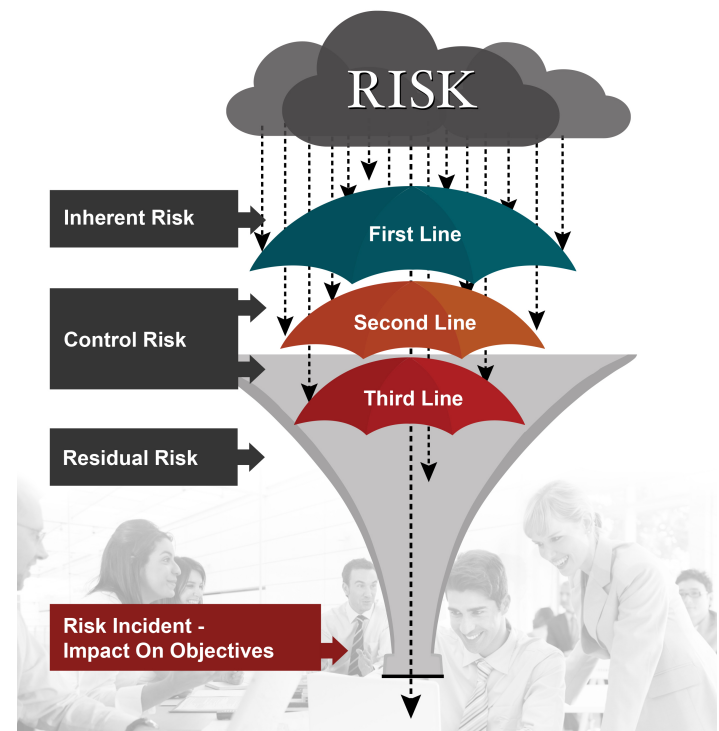 RISK
Inherent Risk
First Line
Control Risk
Second Line
Third Line
Residual Risk
Risk Incident -
Impact On Objectives